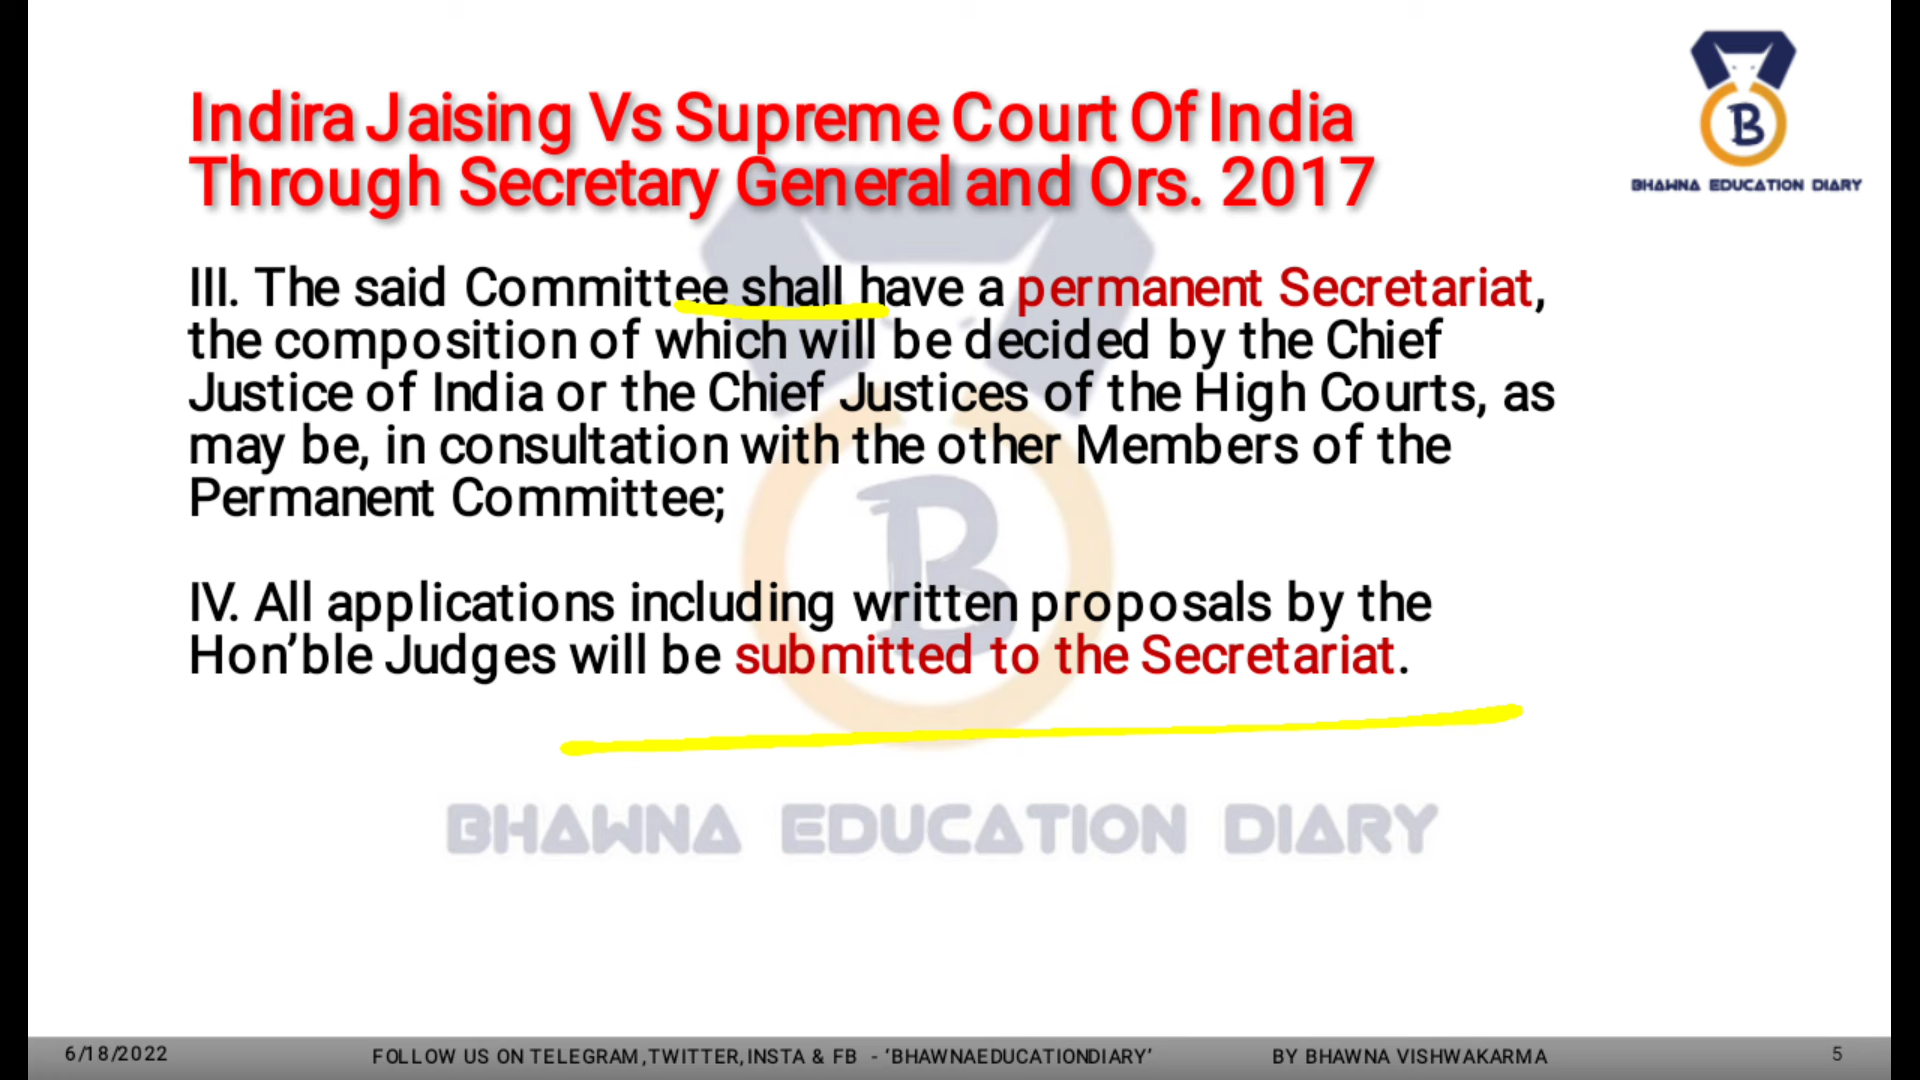 Indira Jaising Vs Supreme Court Of India
Through Secretary General and Ors. 2017
B
BHAWNA EDUCATION DIARY
III. The said Committee shall have a permanent Secretariat,
the composition of which will be decided by the Chief
Justice of India or the Chief Justices of the High Courts, as
may be, in consultation with the other Members of the
Permanent Committee;
IV. All applications including written proposals by the
Hon’ble Judges will be submitted to the Secretariat.
B
BHAWNA EDUCATION DIARY
6/18/2022 FOLLOW US ON TELEGRAM,TWITTER,INSTA & FB - ‘BHAWNAEDUCATIONDIARY’ BY BHAWNA VISHWAKARMA 5